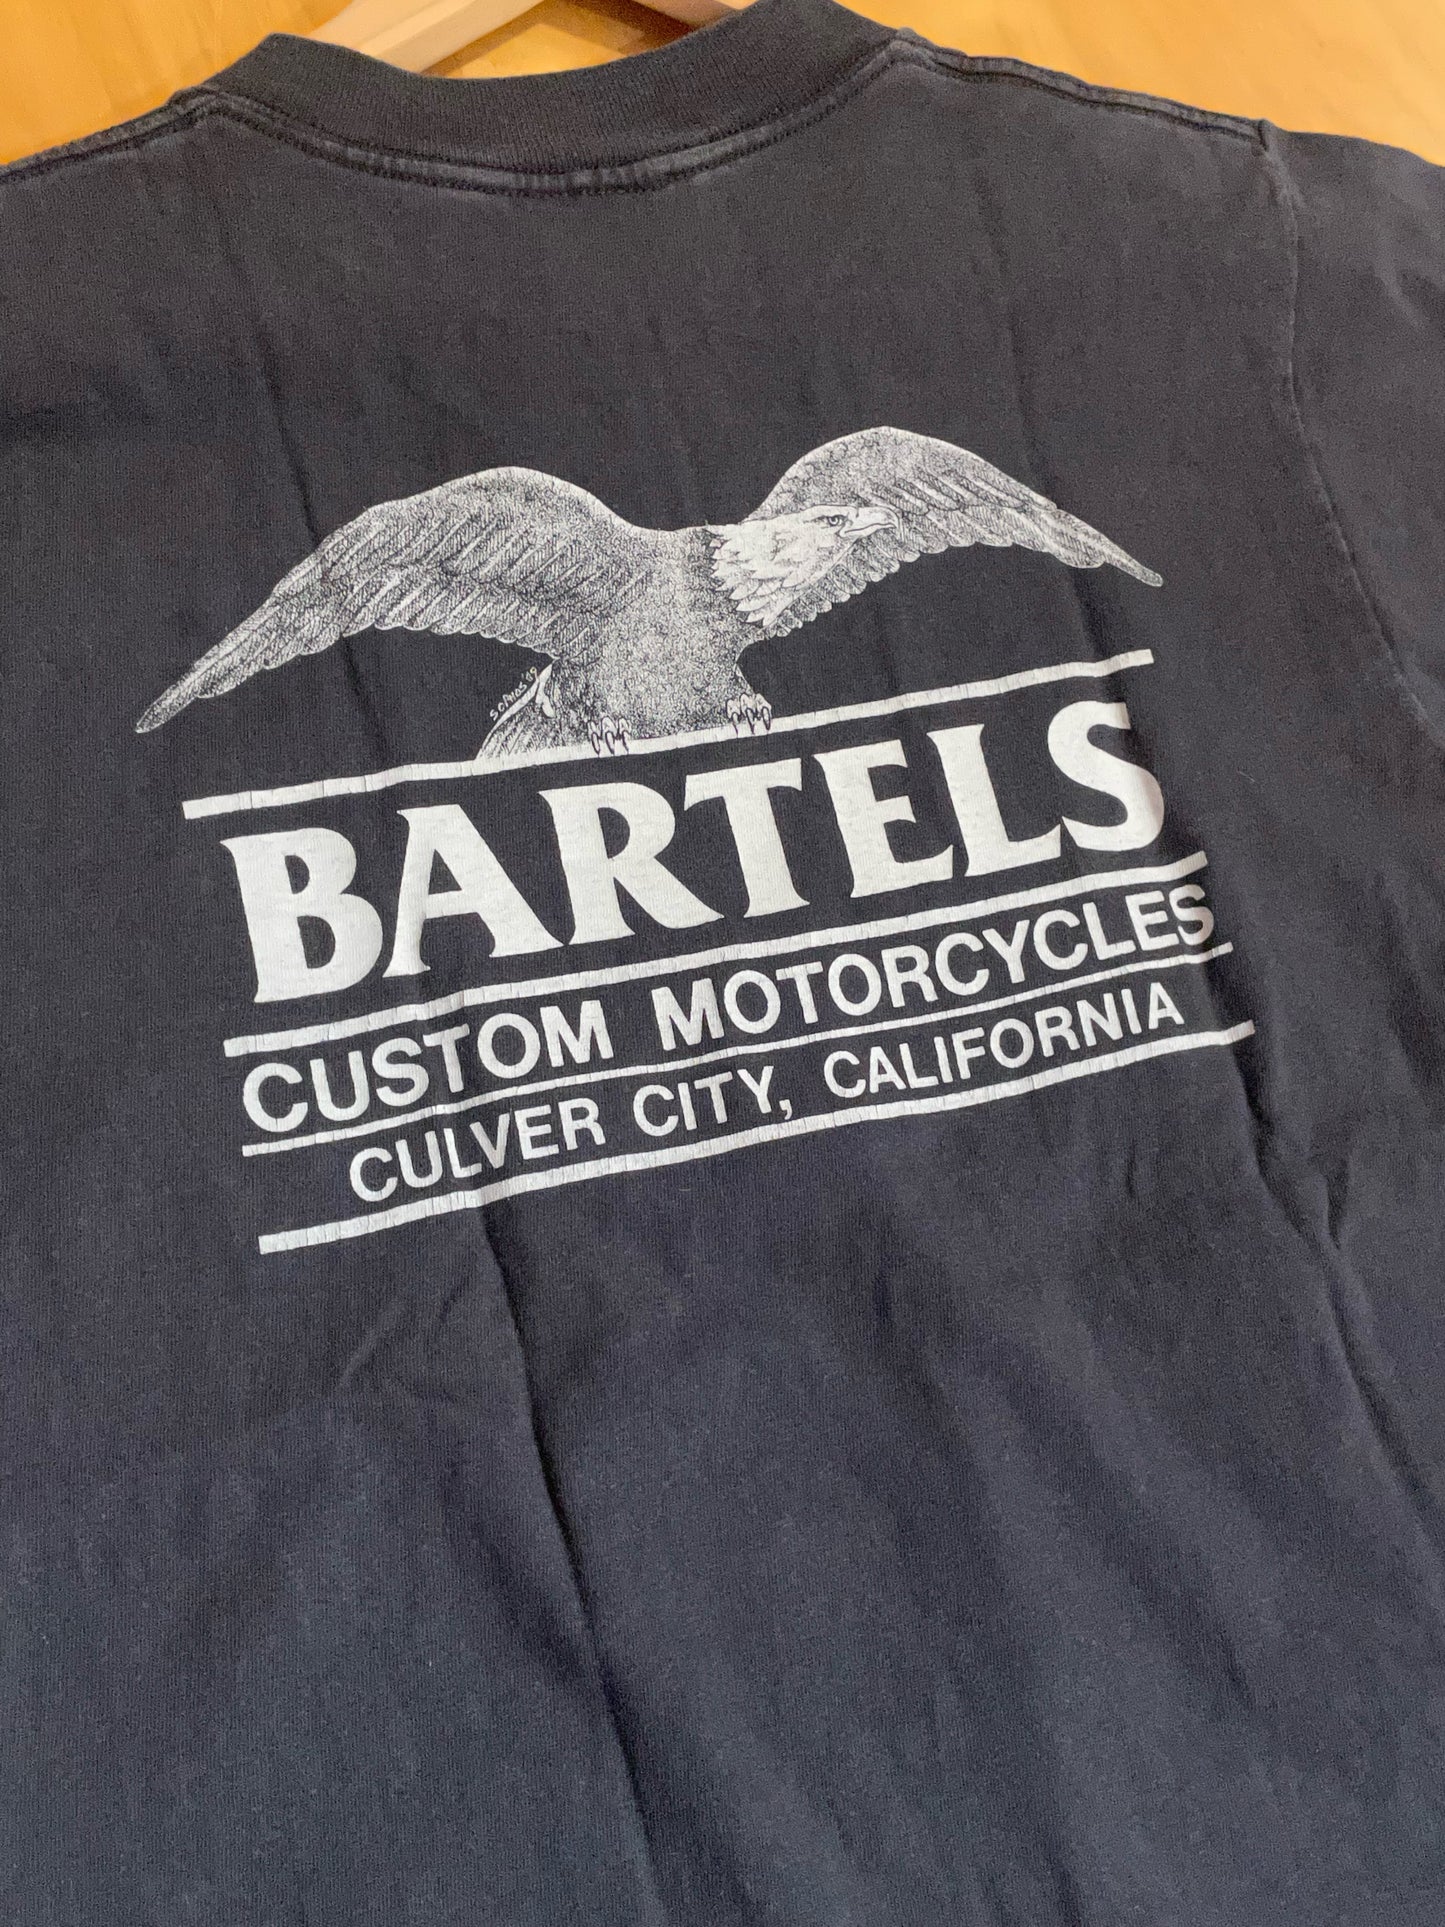 BARTELS
CUSTOM MOTORCYCLES
CULVER CITY, CALIFORNIA